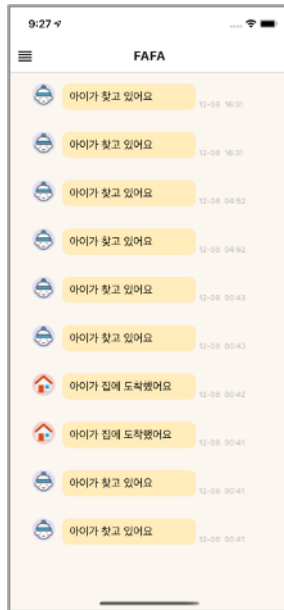 9:27
FAFA
아이가 찾고 있어요
12-08 16:31
아이가 찾고 있어요
12-08 16:31
아이가 찾고 있어요
12-08 04:52
아이가 찾고 있어요
12-08 04:52
아이가 찾고 있어요
12-08 00:43
아이가 찾고 있어요
12-08 00:43
아이가 집에 도착했어요
12-08 00:42
아이가 집에 도착했어요
12-08 00:41
아이가 찾고 있어요
12-08 00:41
아이가 찾고 있어요
12-08 00:41